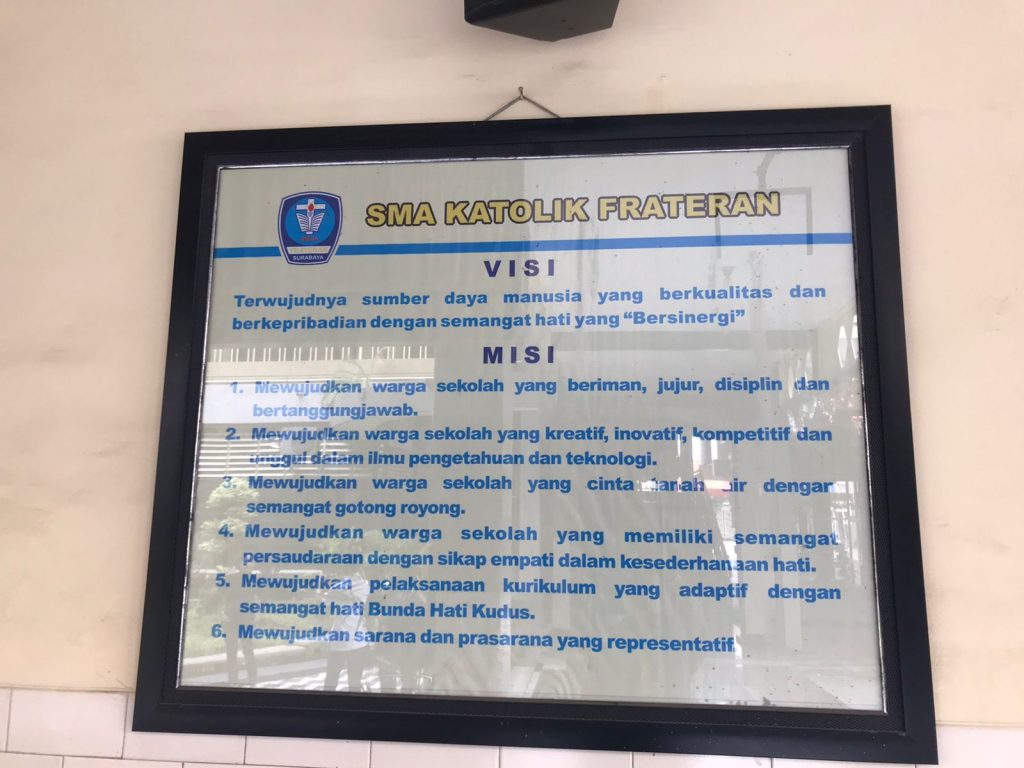 SMA KATOLIK FRATERAN
SURABAYA
VISI
Terwujudnya sumber daya manusia yang berkualitas dan
berkepribadian dengan semangat hati yang “Bersinergi”
MISI
1. Mewujudkan warga sekolah yang beriman, jujur, disiplin dan
bertanggungjawab.
2. Mewujudkan warga sekolah yang kreatif, inovatif, kompetitif dan
unggul dalam ilmu pengetahuan dan teknologi.
3. Mewujudkan warga sekolah yang cinta tanah air dengan
semangat gotong royong.
4. Mewujudkan warga sekolah yang memiliki semangat
persaudaraan dengan sikap empati dalam kesederhanaan hati.
5. Mewujudkan pelaksanaan kurikulum yang adaptif dengan
semangat hati Bunda Hati Kudus.
6. Mewujudkan sarana dan prasarana yang representatif